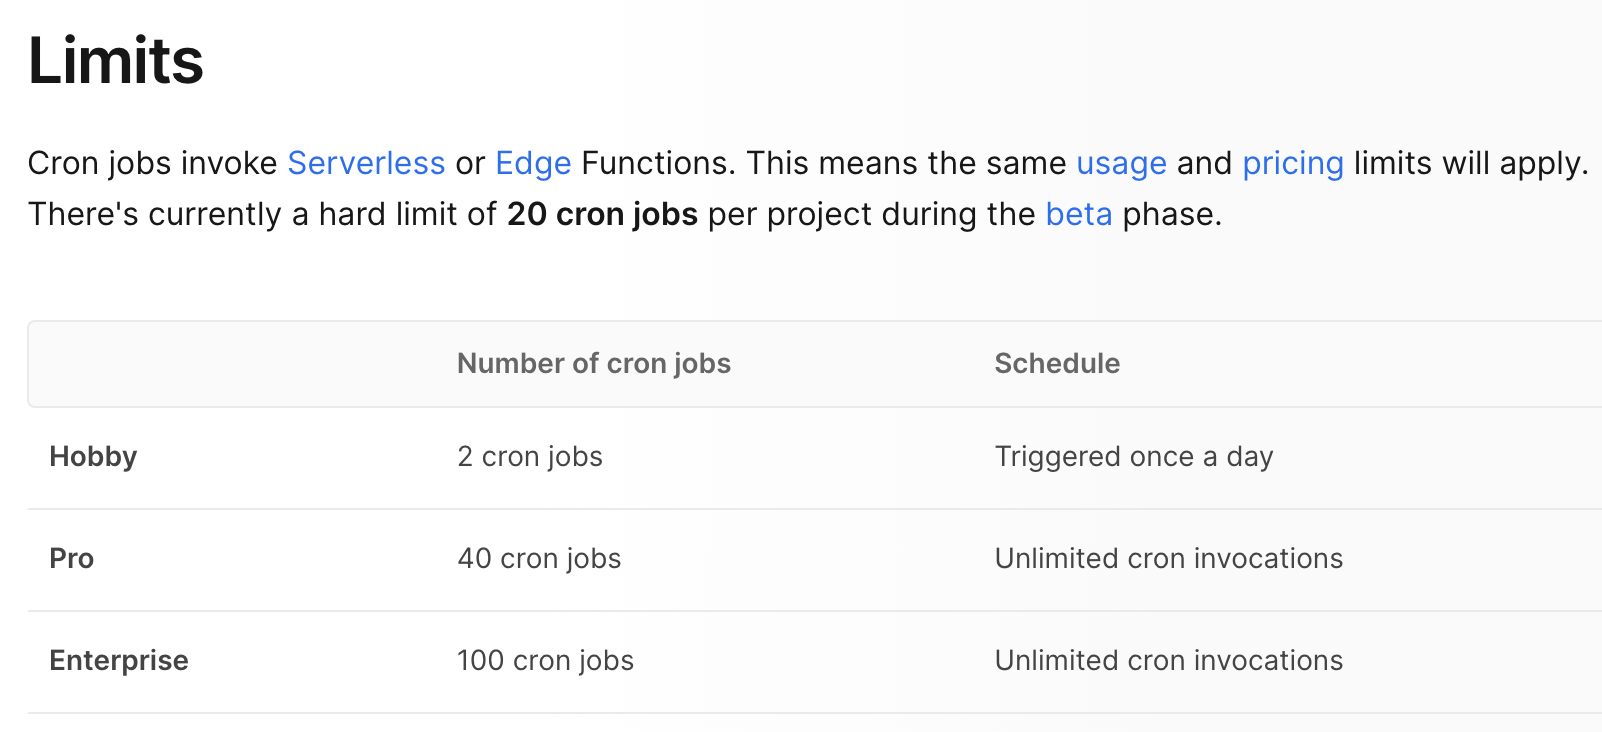 Limits
Cron jobs invoke Serverless or Edge Functions. This means the same usage and pricing limits will apply.
There's currently a hard limit of 20 cron jobs per project during the beta phase.
Number of cron jobs Schedule
Hobby 2 cron jobs Triggered once a day
Pro 40 cron jobs Unlimited cron invocations
Enterprise 100 cron jobs Unlimited cron invocations